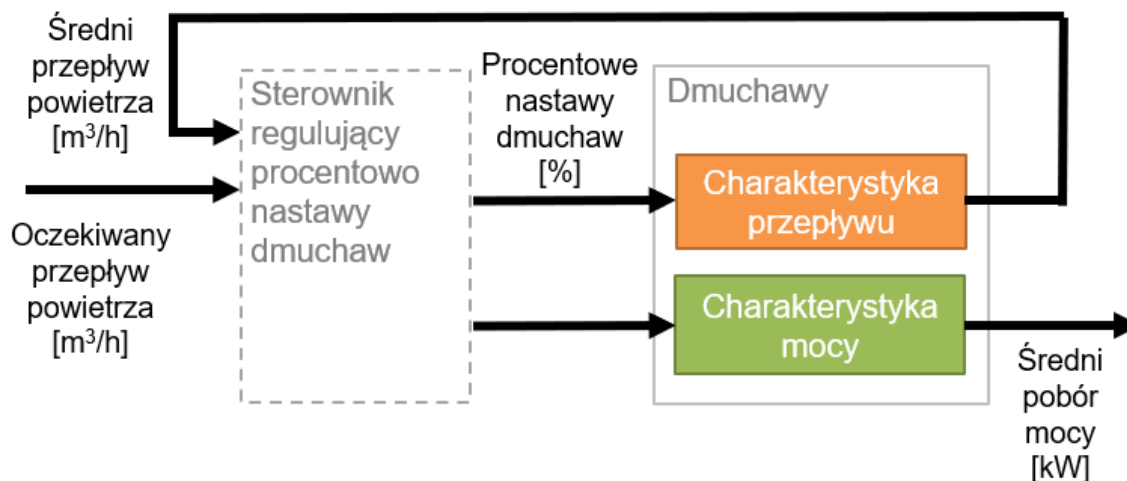 Średni
przepływ
powietrza
[m³/h]
Oczekiwany
przepływ
powietrza
[m³/h]
Sterownik
regulujący
procentowo
nastawy
dmuchaw
Procentowe
nastawy
dmuchaw
[%]
Dmuchawy
Charakterystyka
przepływu
Charakterystyka
mocy
Średni
pobór
mocy
[kW]